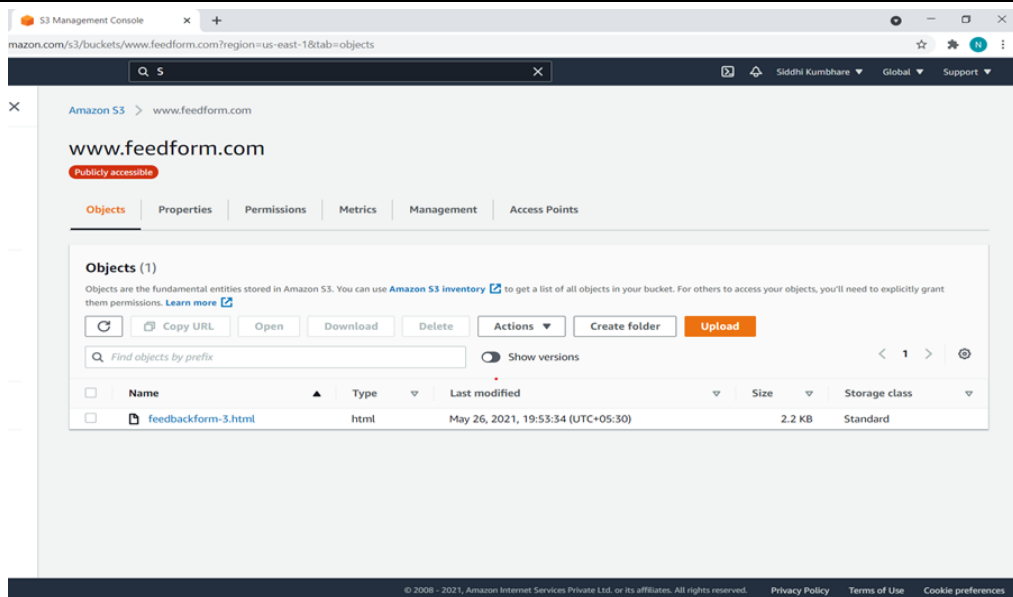 S3 Management Console
mazon.com/s3/buckets/www.feedform.com?region=us-east-1&tab=objects
N
S
Siddhi Kumbhare ▼ Global ▼ Support ▼
Amazon S3 > www.feedform.com
www.feedform.com
Publicly accessible
Objects Properties Permissions Metrics Management Access Points
Objects (1)
Objects are the fundamental entities stored in Amazon S3. You can use Amazon S3 inventory to get a list of all objects in your bucket. For others to access your objects, you'll need to explicitly grant
them permissions. Learn more
Copy URL Open Download Delete Actions ▼ Create folder Upload
Find objects by prefix Show versions < 1 >
Name Type Last modified Size Storage class
feedbackform-3.html html May 26, 2021, 19:53:34 (UTC+05:30) 2.2 KB Standard
© 2008 - 2021, Amazon Internet Services Private Ltd. or its affiliates. All rights reserved. Privacy Policy Terms of Use Cookie preferences